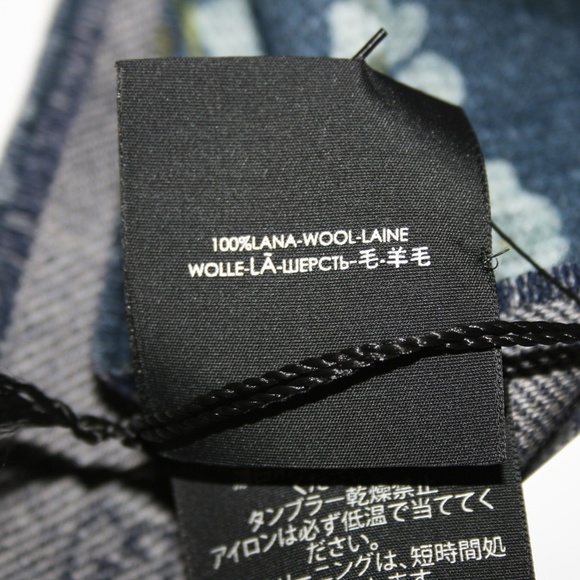 100%LANA-WOOL-LAINE
WOLLE-LÃ-ШЕРСТЬ-毛-羊毛
タンブラー乾燥禁止
アイロンは必ず低温で当ててく
ださい。
リーニングは、短時間処